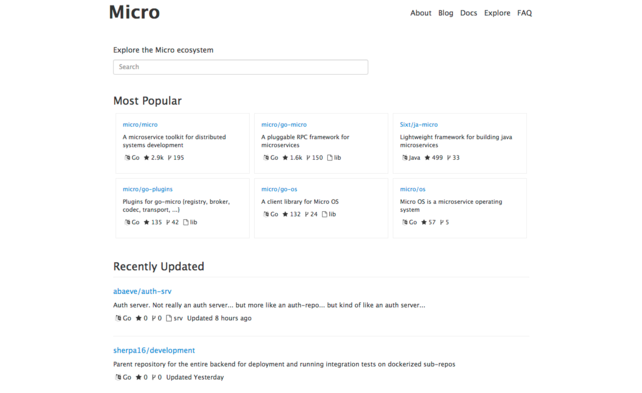 Micro
About Blog Docs Explore FAQ
Explore the Micro ecosystem
Search
Most Popular
micro/micro
A microservice toolkit for distributed
systems development
Go 2.9k 195
micro/go-micro
A pluggable RPC framework for
microservices
Go 1.6k 150 lib
Sixt/ja-micro
Lightweight framework for building java
microservices
Java 499 33
micro/go-plugins
Plugins for go-micro (registry, broker,
codec, transport, ...)
Go 135 42 lib
micro/go-os
A client library for Micro OS
Go 132 24 lib
micro/os
Micro OS is a microservice operating
system
Go 57 5
Recently Updated
abaeve/auth-srv
Auth server. Not really an auth server... but more like an auth-repo... but kind of like an auth server...
Go 0 0 srv Updated 8 hours ago
sherpa16/development
Parent repository for the entire backend for deployment and running integration tests on dockerized sub-repos
Go 0 0 Updated Yesterday